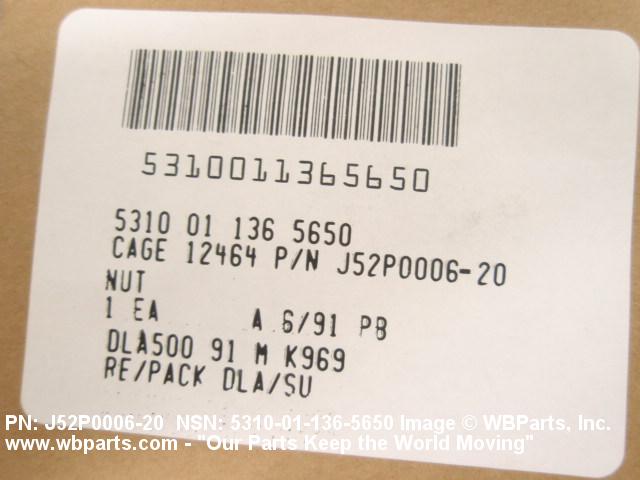 5310011365650
5310 01 136 5650
CAGE 12464 P/N J52P0006-20
NUT
1 EA A 6/91 PB
DLA500 91 M K969
RE/PACK DLA/SU
PN: J52P0006-20 NSN: 5310-01-136-5650 Image © WBParts, Inc.
www.wbparts.com - "Our Parts Keep the World Moving"